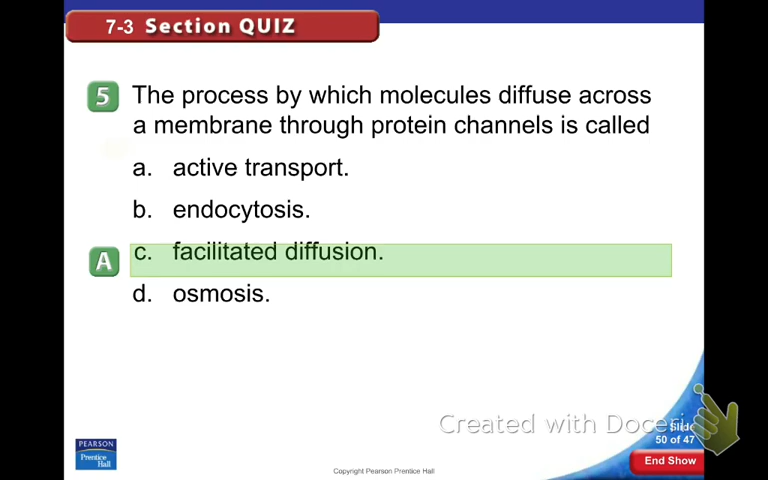 7-3 Section QUIZ
5 The process by which molecules diffuse across
a membrane through protein channels is called
a. active transport.
b. endocytosis.
A c. facilitated diffusion.
d. osmosis.
Created with Doceri
Slide
50 of 47
End Show
PEARSON
Prentice
Hall
Copyright Pearson Prentice Hall